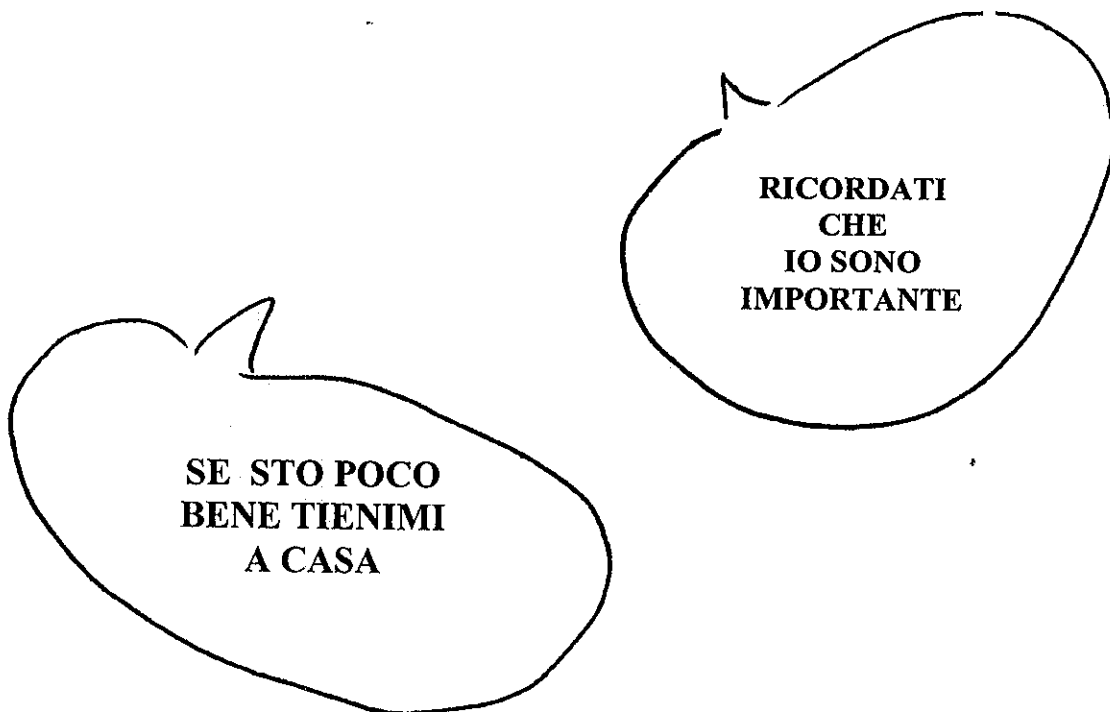 RICORDATI
CHE
IO SONO
IMPORTANTE
SE STO POCO
BENE TIENIMI
A CASA